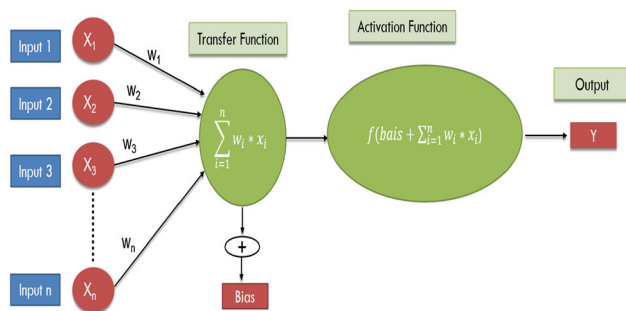 Transfer Function
Activation Function
Output
Input 1
X1
W1
Input 2
X2
W2
Input 3
X3
W3
Input n
Xn
Wn
∑ⁿᵢ₌₁ wᵢ * xᵢ
f(bais + ∑ⁿᵢ₌₁ wᵢ * xᵢ)
Y
+
Bias